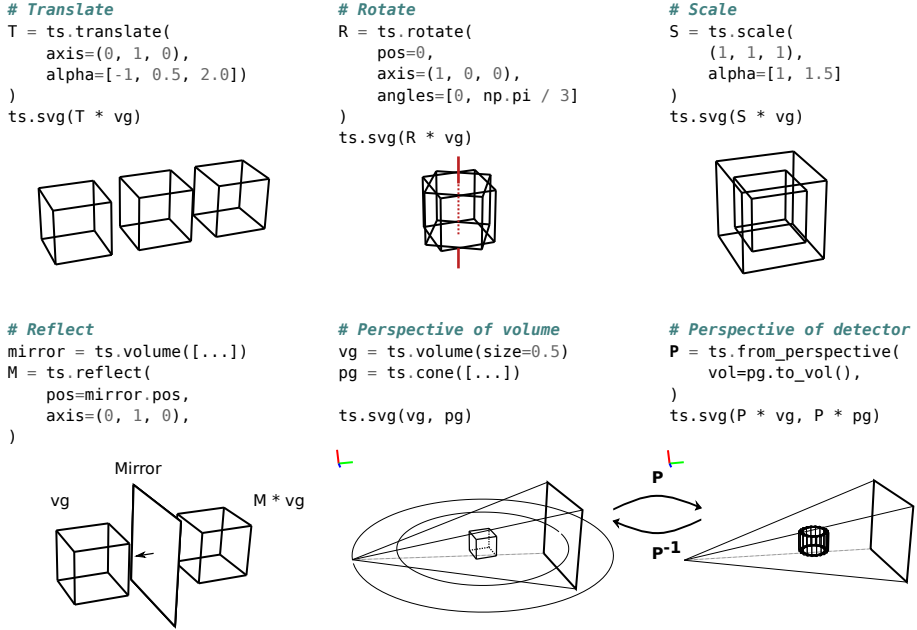 # Translate
T = ts.translate(
    axis=(0, 1, 0),
    alpha=[-1, 0.5, 2.0])
)
ts.svg(T * vg)
# Rotate
R = ts.rotate(
    pos=0,
    axis=(1, 0, 0),
    angles=[0, np.pi / 3]
)
ts.svg(R * vg)
# Scale
S = ts.scale(
    (1, 1, 1),
    alpha=[1, 1.5]
)
ts.svg(S * vg)
# Reflect
mirror = ts.volume([...])
M = ts.reflect(
    pos=mirror.pos,
    axis=(0, 1, 0),
)
Mirror
vg
M * vg
# Perspective of volume
vg = ts.volume(size=0.5)
pg = ts.cone([...])
ts.svg(vg, pg)
# Perspective of detector
P = ts.from_perspective(
    vol=pg.to_vol(),
)
ts.svg(P * vg, P * pg)
P
P-1